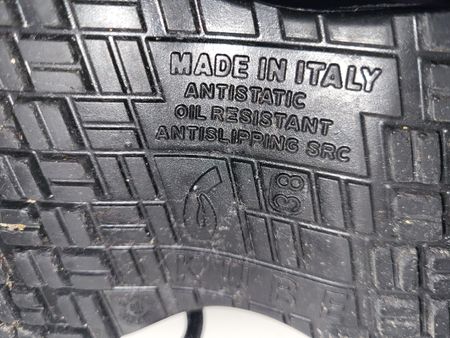 MADE IN ITALY
ANTISTATIC
OIL RESISTANT
ANTISLIPPING SRC
38